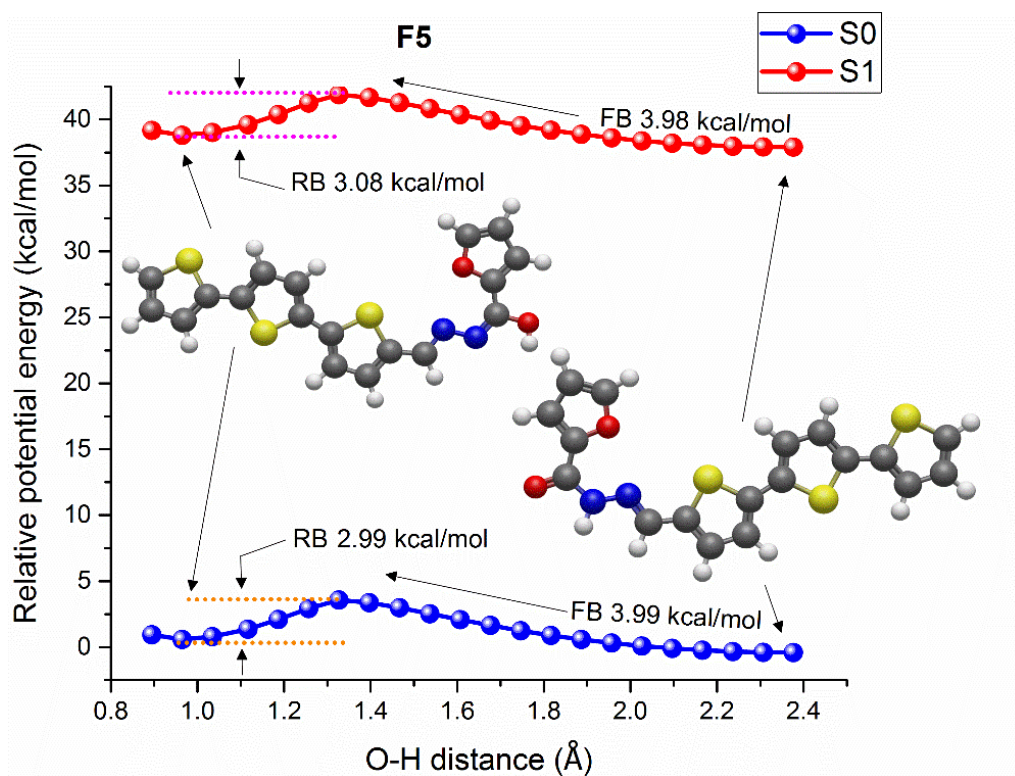 F5
S0
S1
FB 3.98 kcal/mol
RB 3.08 kcal/mol
RB 2.99 kcal/mol
FB 3.99 kcal/mol
Relative potential energy (kcal/mol)
40
35
30
25
20
15
10
5
0
0.8 1.0 1.2 1.4 1.6 1.8 2.0 2.2 2.4
O-H distance (Å)